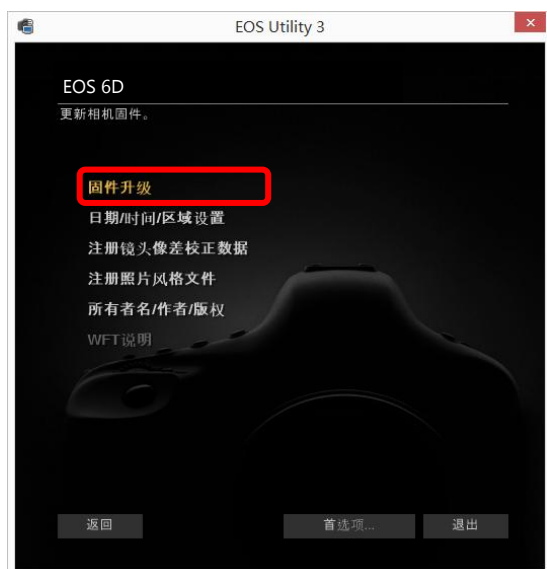 EOS Utility 3
EOS 6D
更新相机固件。
固件升级
日期/时间/区域设置
注册镜头像差校正数据
注册照片风格文件
所有者名/作者/版权
WFT说明
返回 首选项... 退出